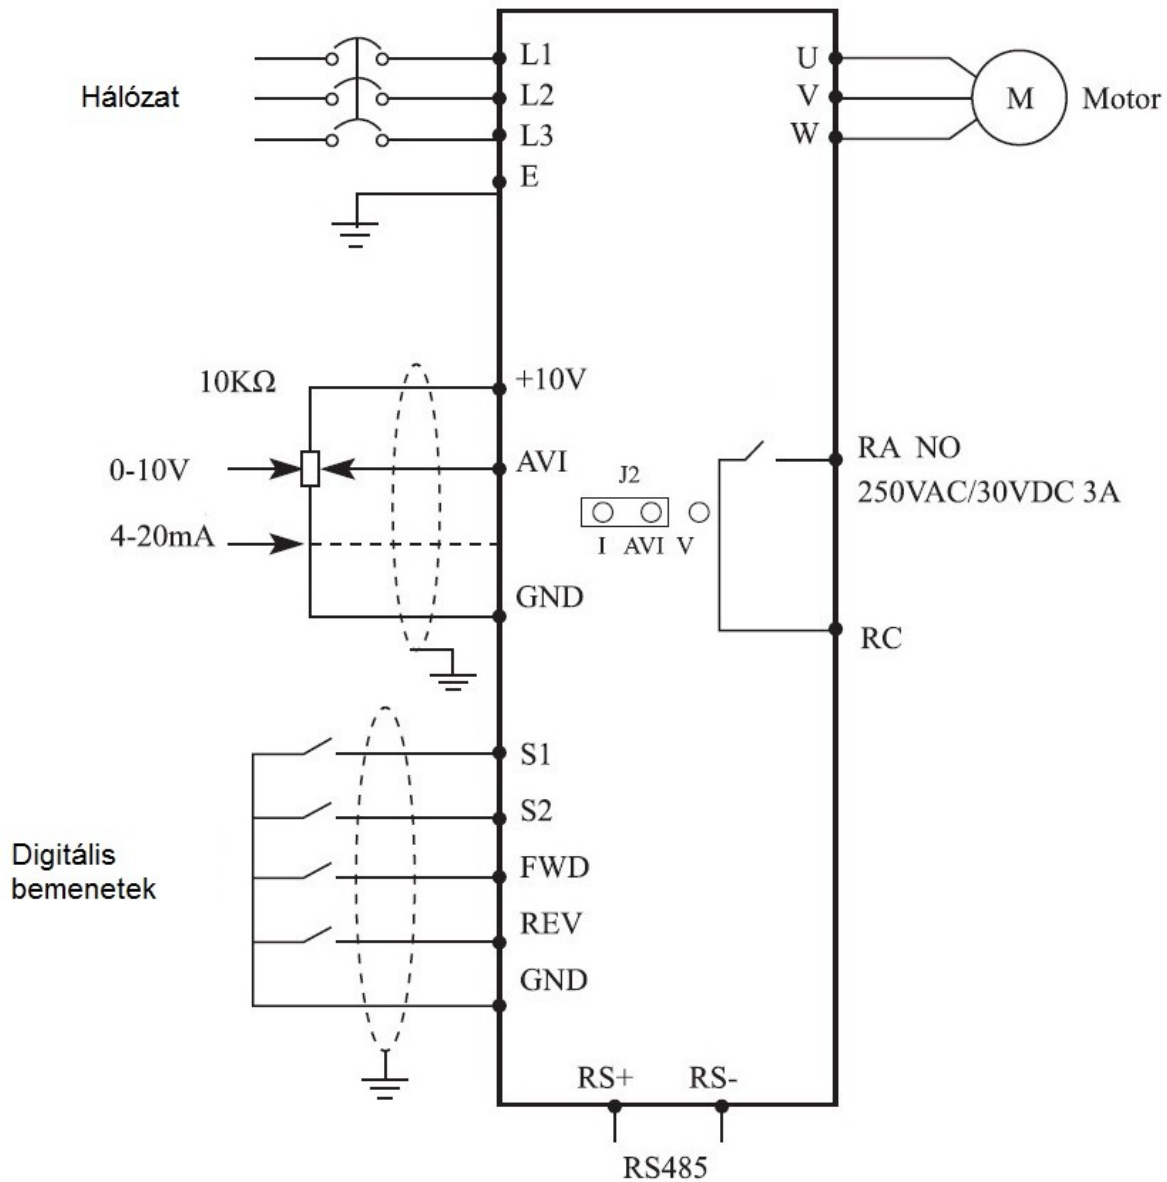 Hálózat
L1
L2
L3
E
U
V
W
M
Motor
10KΩ
+10V
0-10V
AVI
4-20mA
GND
J2
I AVI V
RA NO
250VAC/30VDC 3A
RC
Digitális
bemenetek
S1
S2
FWD
REV
GND
RS+ RS-
RS485